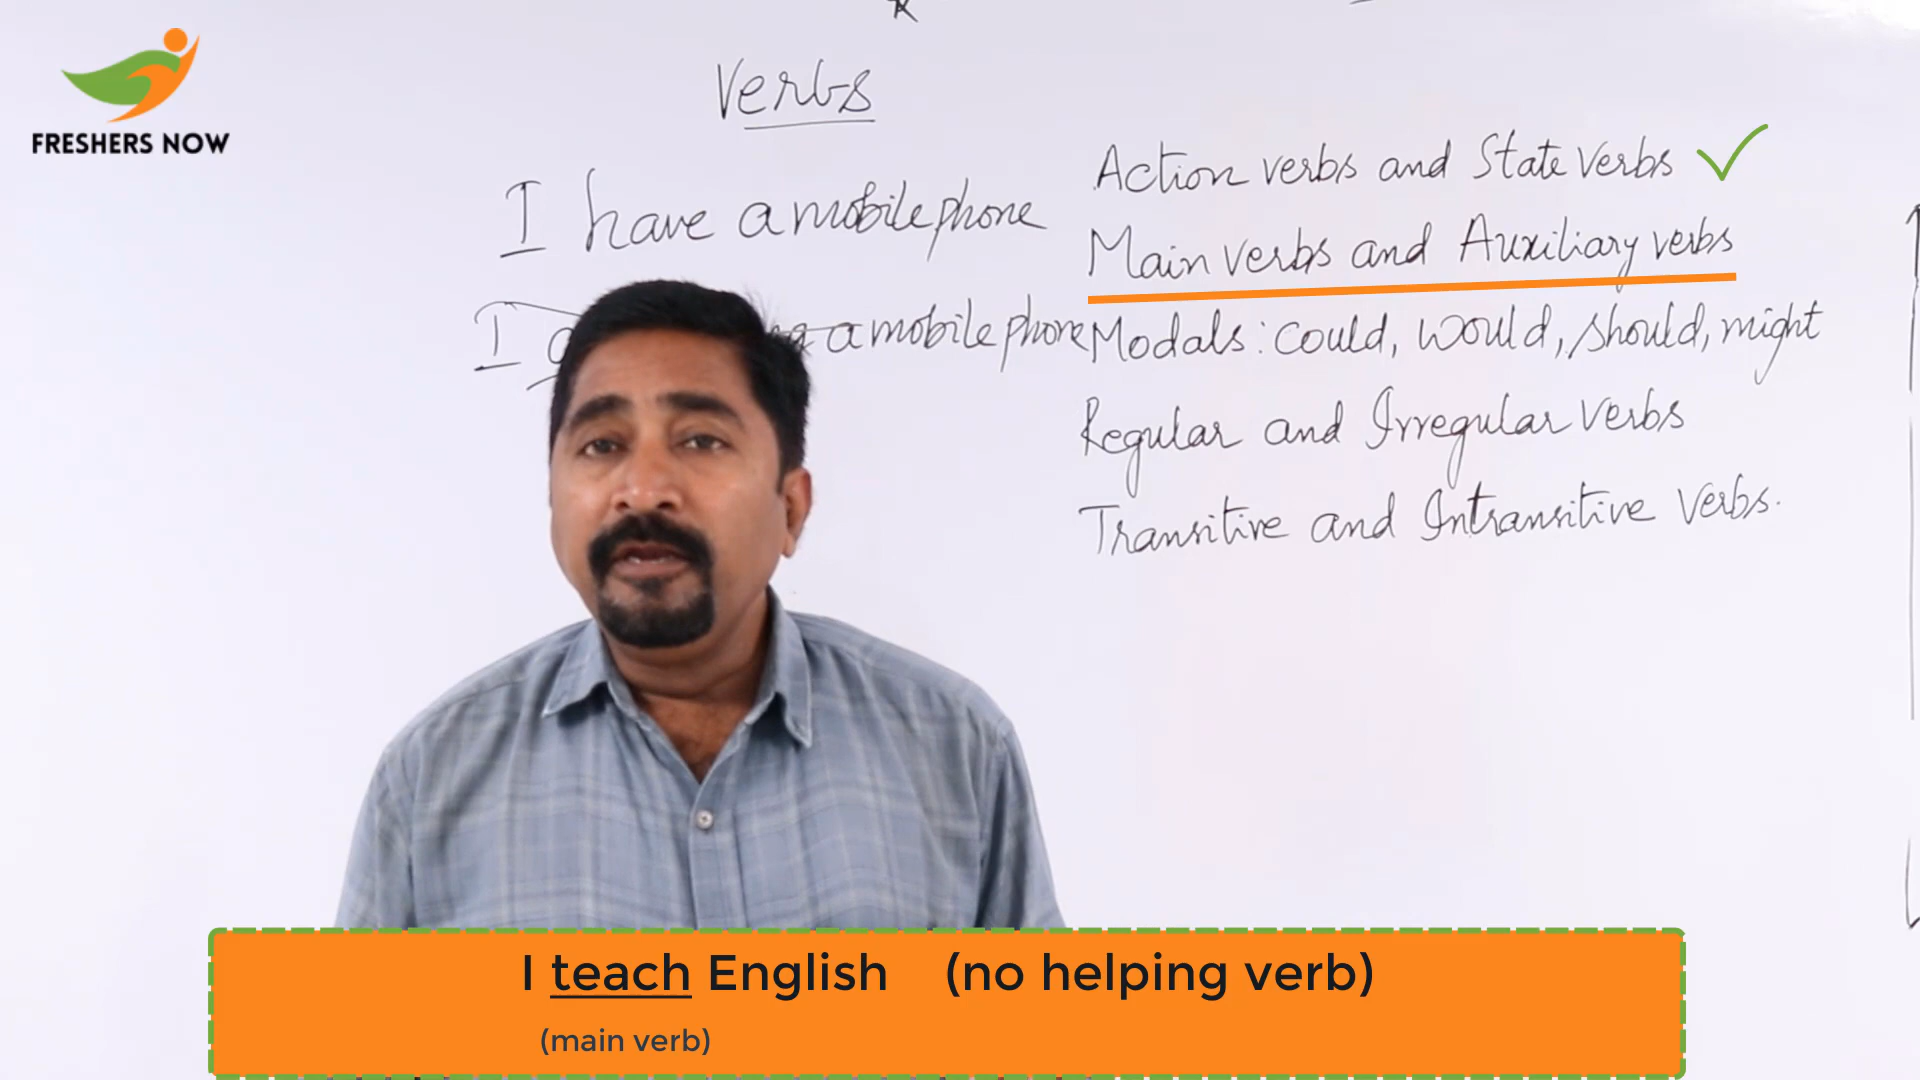 FRESHERS NOW
Verbs
I have a mobile phone
I a mobile phone
Action verbs and State Verbs
Main verbs and Auxiliary verbs
Modals: could, would, should, might
Regular and Irregular Verbs
Transitive and Intransitive Verbs.
I teach English (no helping verb)
(main verb)